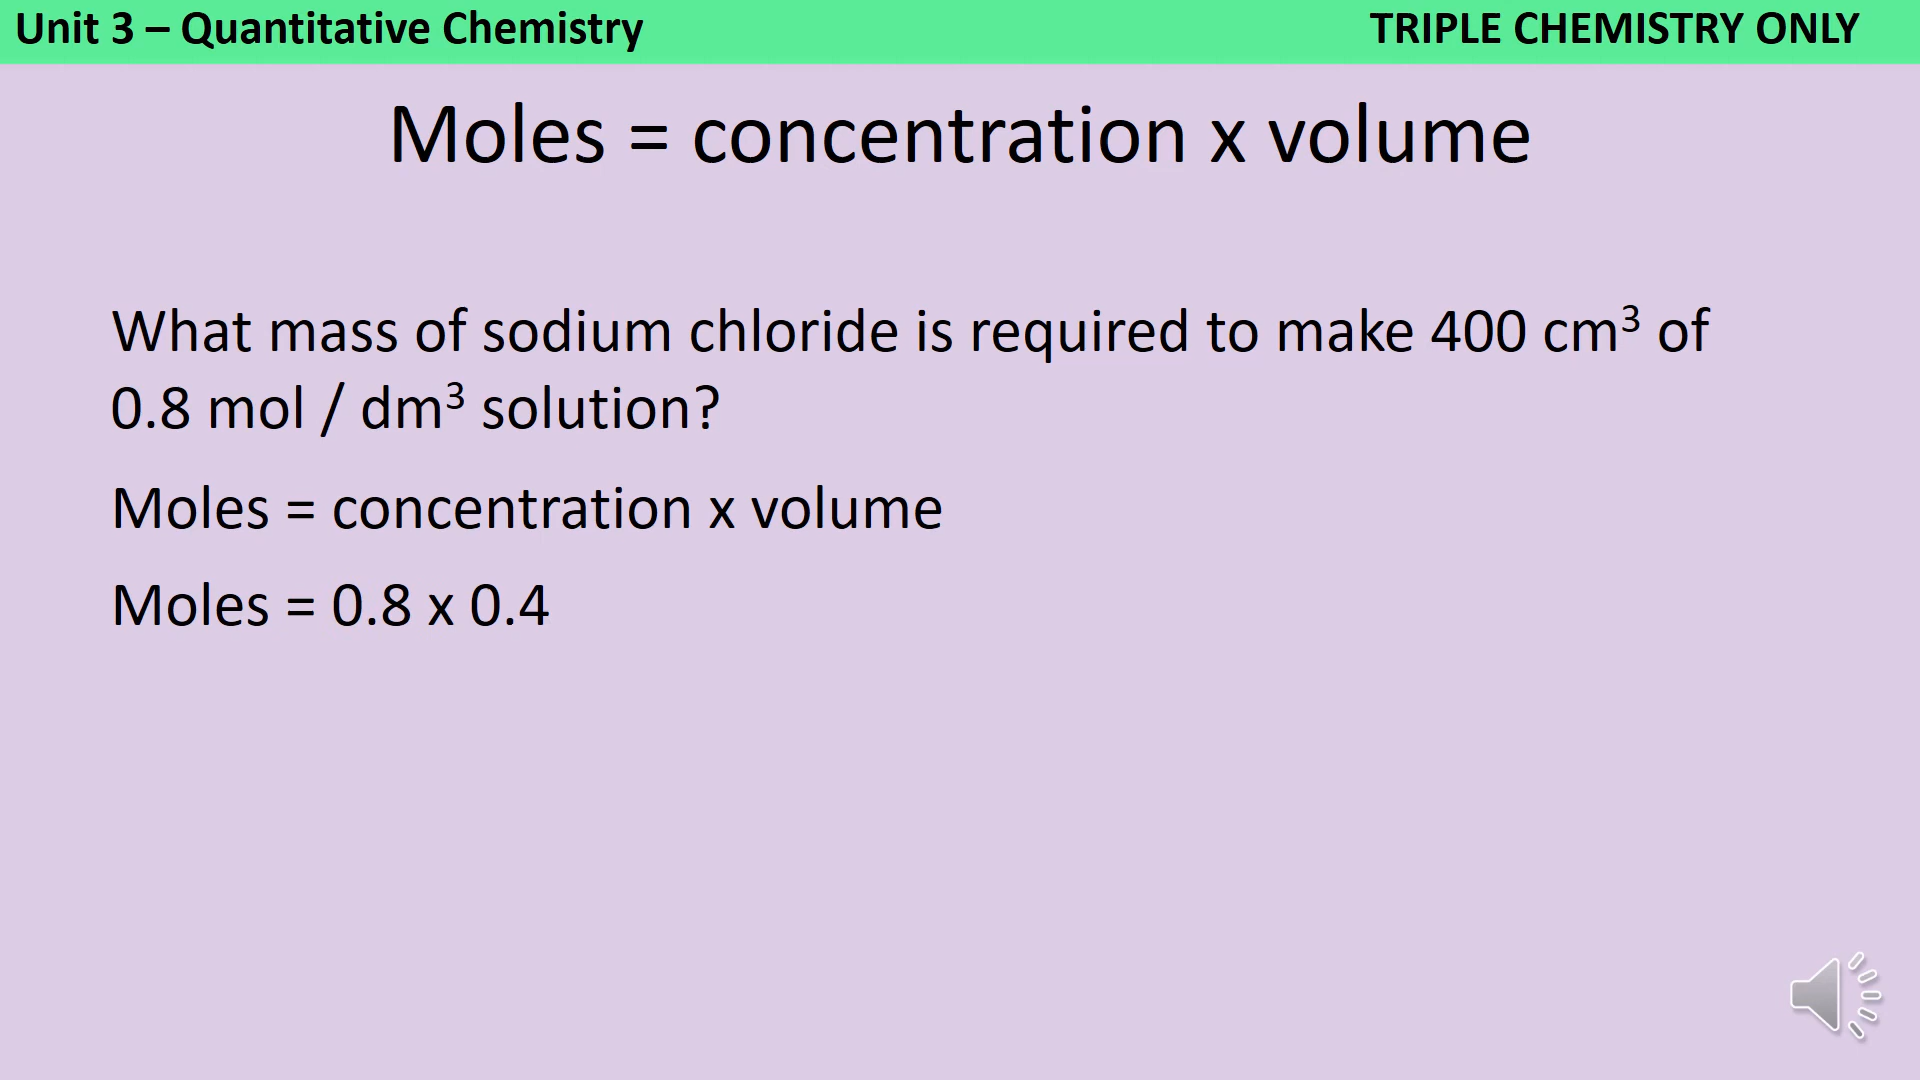 Unit 3 – Quantitative Chemistry
TRIPLE CHEMISTRY ONLY
Moles = concentration x volume
What mass of sodium chloride is required to make 400 cm³ of
0.8 mol / dm³ solution?
Moles = concentration x volume
Moles = 0.8 x 0.4